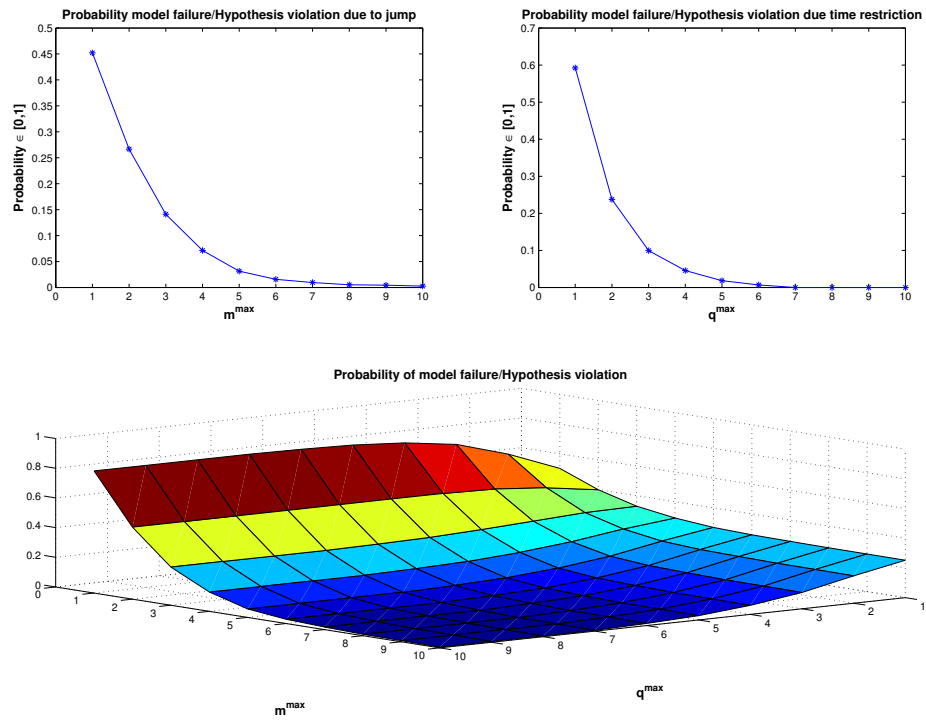 Probability model failure/Hypothesis violation due to jump
0.5
0.45
0.4
0.35
0.3
0.25
0.2
0.15
0.1
0.05
0
Probability ∈ [0,1]
0 1 2 3 4 5 6 7 8 9 10
m^max
Probability model failure/Hypothesis violation due time restriction
0.7
0.6
0.5
0.4
0.3
0.2
0.1
0
Probability ∈ [0,1]
0 1 2 3 4 5 6 7 8 9 10
q^max
Probability of model failure/Hypothesis violation
1
0.8
0.6
0.4
0.2
0
0 1 2 3 4 5 6 7 8 9 10
m^max
10 9 8 7 6 5 4 3 2 1
q^max